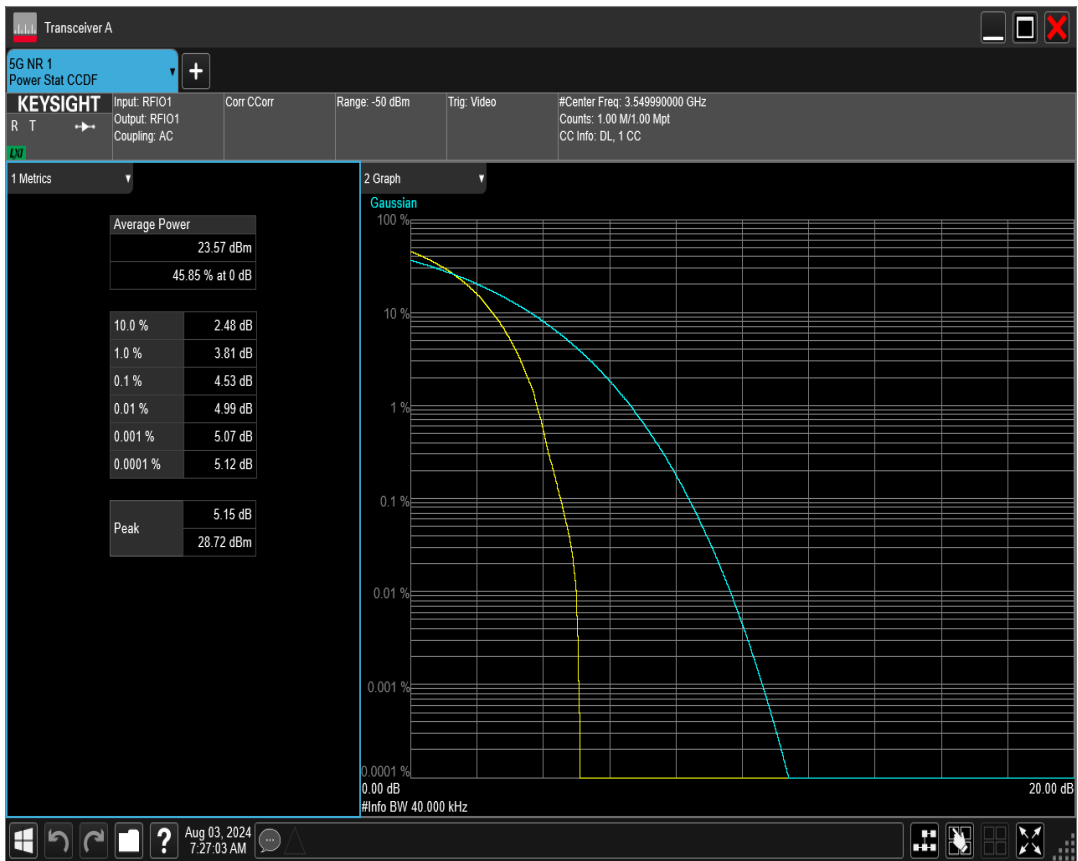 Transceiver A
5G NR 1
Power Stat CCDF
+
KEYSIGHT
R T
LXI
Input: RFIO1
Output: RFIO1
Coupling: AC
Corr CCorr
Range: -50 dBm
Trig: Video
#Center Freq: 3.549990000 GHz
Counts: 1.00 M/1.00 Mpt
CC Info: DL, 1 CC
1 Metrics
Average Power
23.57 dBm
45.85 % at 0 dB
10.0 % 2.48 dB
1.0 % 3.81 dB
0.1 % 4.53 dB
0.01 % 4.99 dB
0.001 % 5.07 dB
0.0001 % 5.12 dB
Peak
5.15 dB
28.72 dBm
2 Graph
Gaussian
100 %
10 %
1 %
0.1 %
0.01 %
0.001 %
0.0001 %
0.00 dB 20.00 dB
#Info BW 40.000 kHz
?
Aug 03, 2024
7:27:03 AM